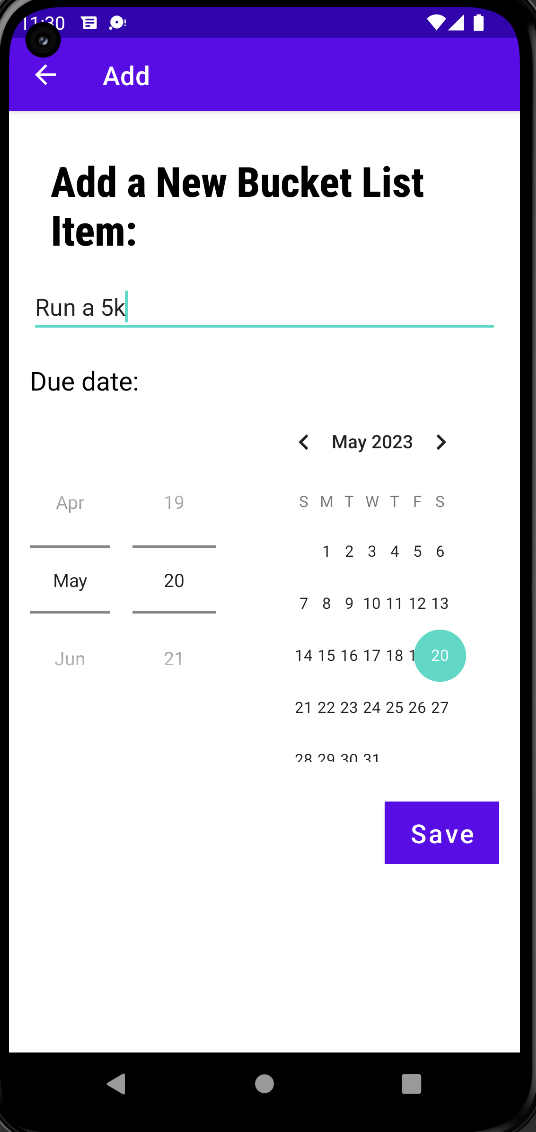 11:30
Add
Add a New Bucket List
Item:
Run a 5k
Due date:
May 2023
Apr 19
May 20
Jun 21
S M T W T F S
1 2 3 4 5 6
7 8 9 10 11 12 13
14 15 16 17 18 20
21 22 23 24 25 26 27
28 29 30 31
Save